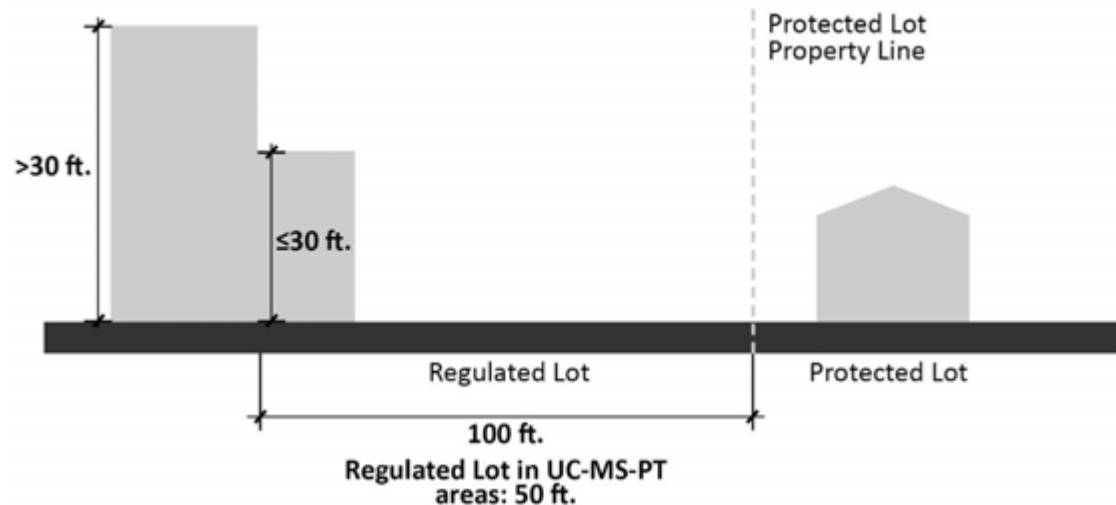 Protected Lot
Property Line
>30 ft.
≤30 ft.
Regulated Lot
Protected Lot
100 ft.
Regulated Lot in UC-MS-PT
areas: 50 ft.